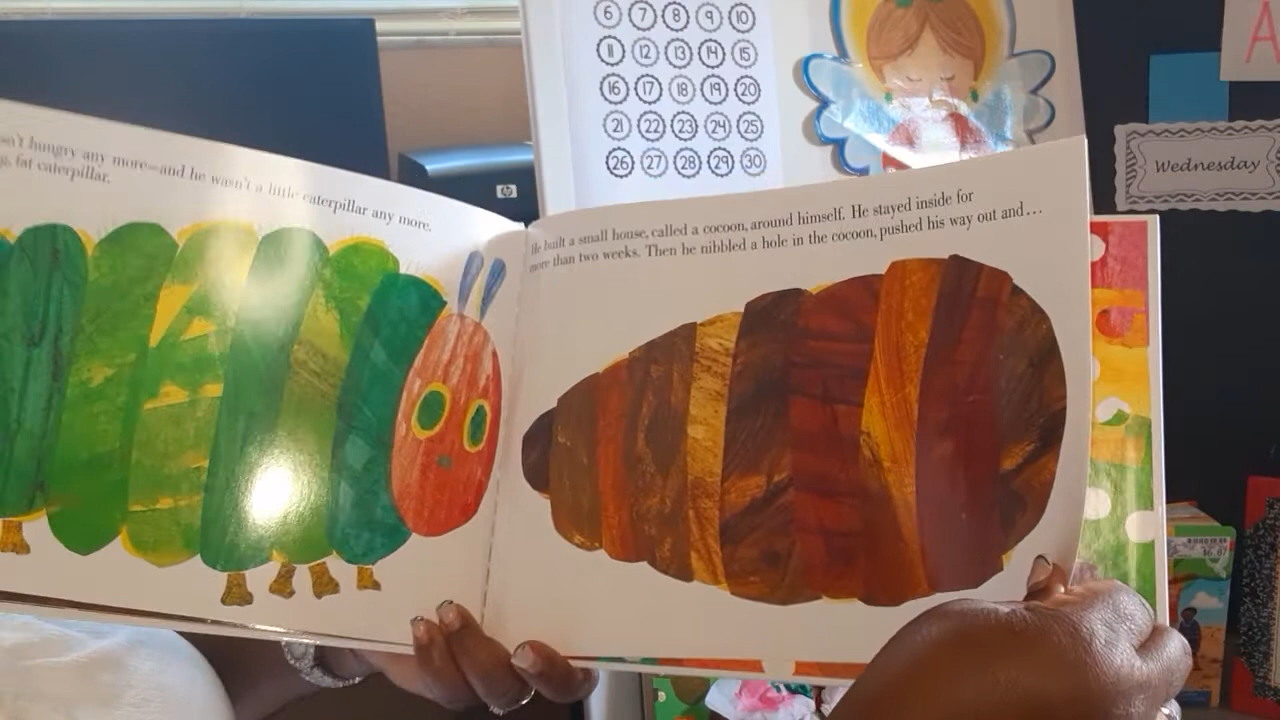 6 7 8 9 10
11 12 13 14 15
16 17 18 19 20
21 22 23 24 25
26 27 28 29 30
A
Wednesday
hp
hungry any more—and he wasn't a little caterpillar any more.
fat caterpillar.
He built a small house, called a cocoon, around himself. He stayed inside for
more than two weeks. Then he nibbled a hole in the cocoon, pushed his way out and...